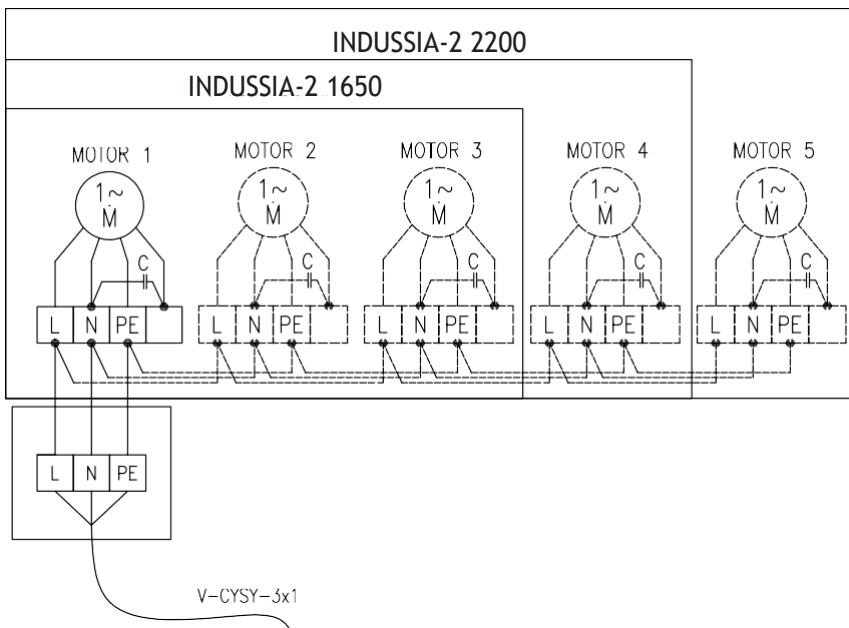 INDUSSIA-2 2200
INDUSSIA-2 1650
MOTOR 1 MOTOR 2 MOTOR 3 MOTOR 4 MOTOR 5
1~ 1~ 1~ 1~ 1~
M M M M M
C C C C C
L N PE L N PE L N PE L N PE L N PE
L N PE
V-CYSY-3x1